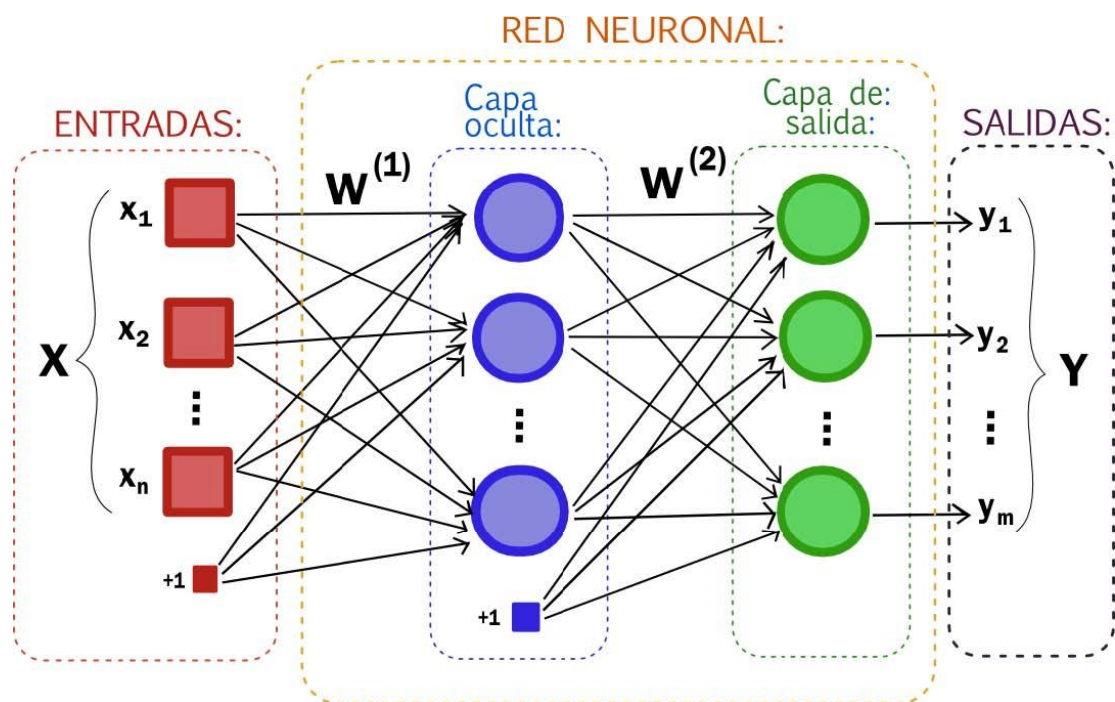 RED NEURONAL:
ENTRADAS:
Capa
oculta:
Capa de:
salida:
SALIDAS:
W(1)
W(2)
x1
x2
⋮
xn
X
+1
⋮
+1
⋮
y1
y2
⋮
ym
Y